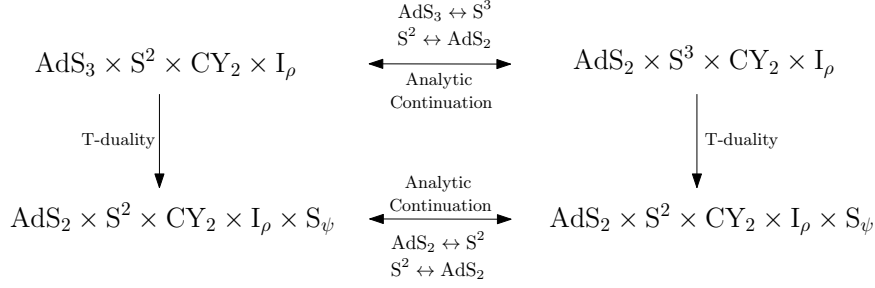 AdS₃ ↔ S³
S² ↔ AdS₂
AdS₃ × S² × CY₂ × I_ρ
AdS₂ × S³ × CY₂ × I_ρ
Analytic
Continuation
T-duality
T-duality
Analytic
Continuation
AdS₂ × S² × CY₂ × I_ρ × S_ψ
AdS₂ × S² × CY₂ × I_ρ × S_ψ
AdS₂ ↔ S²
S² ↔ AdS₂